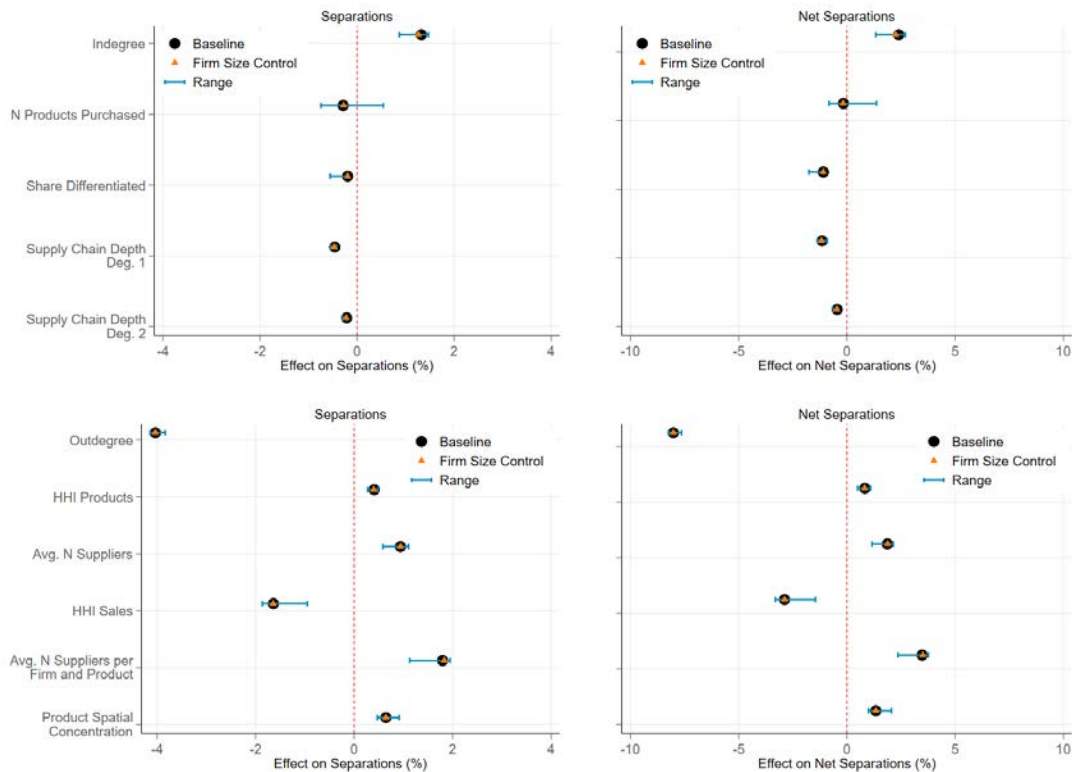 Separations
Net Separations
Indegree
Baseline
Firm Size Control
Range
Baseline
Firm Size Control
Range
N Products Purchased
Share Differentiated
Supply Chain Depth
Deg. 1
Supply Chain Depth
Deg. 2
-4 -2 0 2 4
-10 -5 0 5 10
Effect on Separations (%)
Effect on Net Separations (%)
Separations
Net Separations
Outdegree
Baseline
Firm Size Control
Range
Baseline
Firm Size Control
Range
HHI Products
Avg. N Suppliers
HHI Sales
Avg. N Suppliers per
Firm and Product
Product Spatial
Concentration
-4 -2 0 2 4
-10 -5 0 5 10
Effect on Separations (%)
Effect on Net Separations (%)